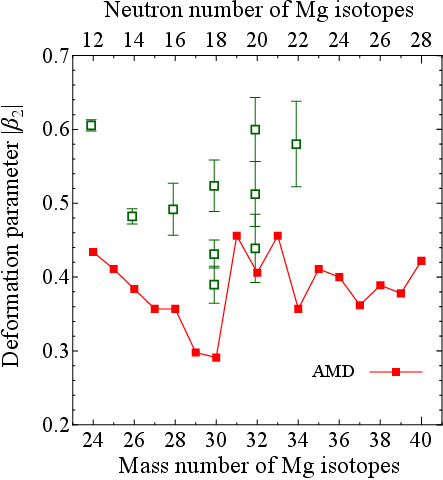 Neutron number of Mg isotopes
12 14 16 18 20 22 24 26 28
0.7
0.6
0.5
0.4
0.3
0.2
Deformation parameter |β₂|
AMD
24 26 28 30 32 34 36 38 40
Mass number of Mg isotopes